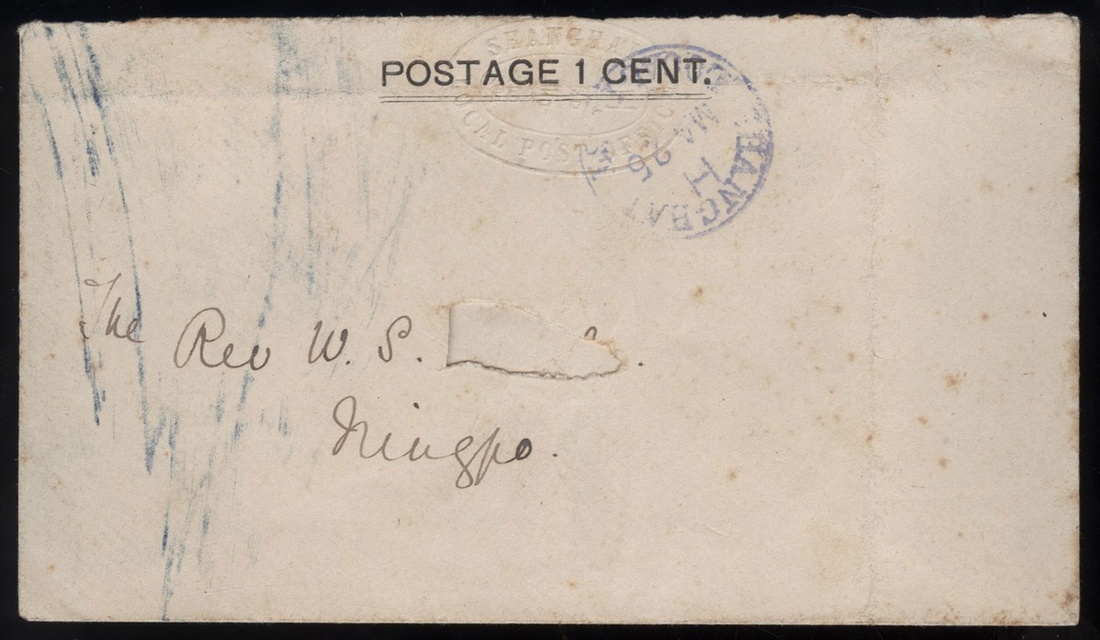 SHANGHAI
POSTAGE 1 CENT.
LOCAL POST OFFICE
SHANGHAI
H
26
MA
The Rev W. S.
Ningpo.